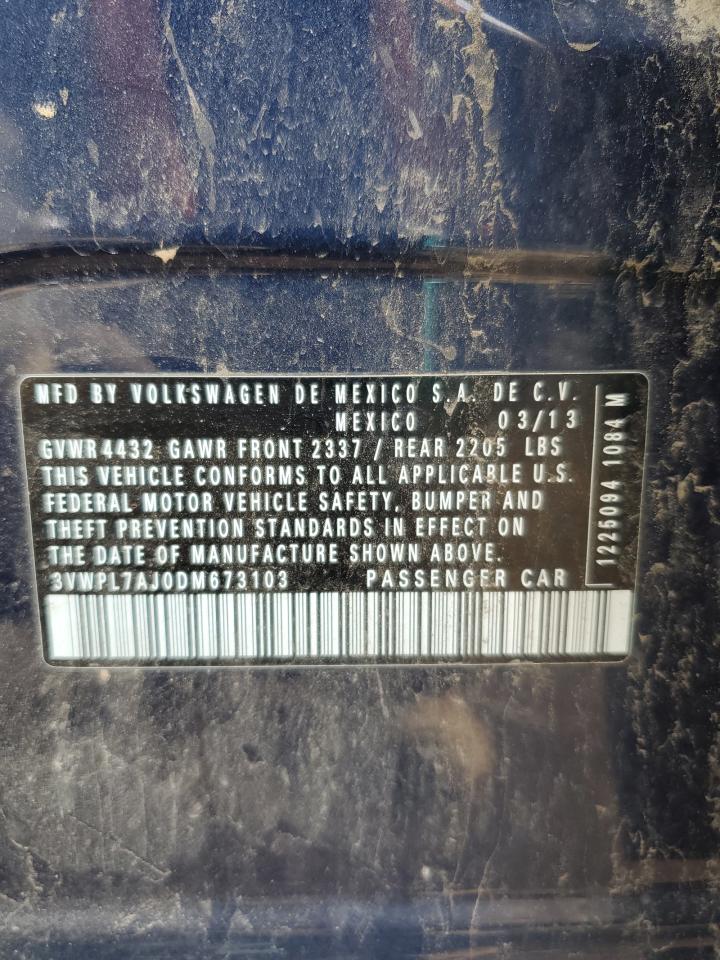 MFD BY VOLKSWAGEN DE MEXICO S.A. DE C.V.
MEXICO 03/13
GVWR 4432 GAWR FRONT 2337 / REAR 2205 LBS
THIS VEHICLE CONFORMS TO ALL APPLICABLE U.S.
FEDERAL MOTOR VEHICLE SAFETY, BUMPER AND
THEFT PREVENTION STANDARDS IN EFFECT ON
THE DATE OF MANUFACTURE SHOWN ABOVE.
3VWPL7AJ0DM673103 PASSENGER CAR
1225094 1084 M